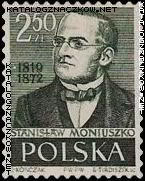 KATALOGZNACZKOW.NET
2.50
ZŁ
1819
1872
STANISŁAW MONIUSZKO
POLSKA